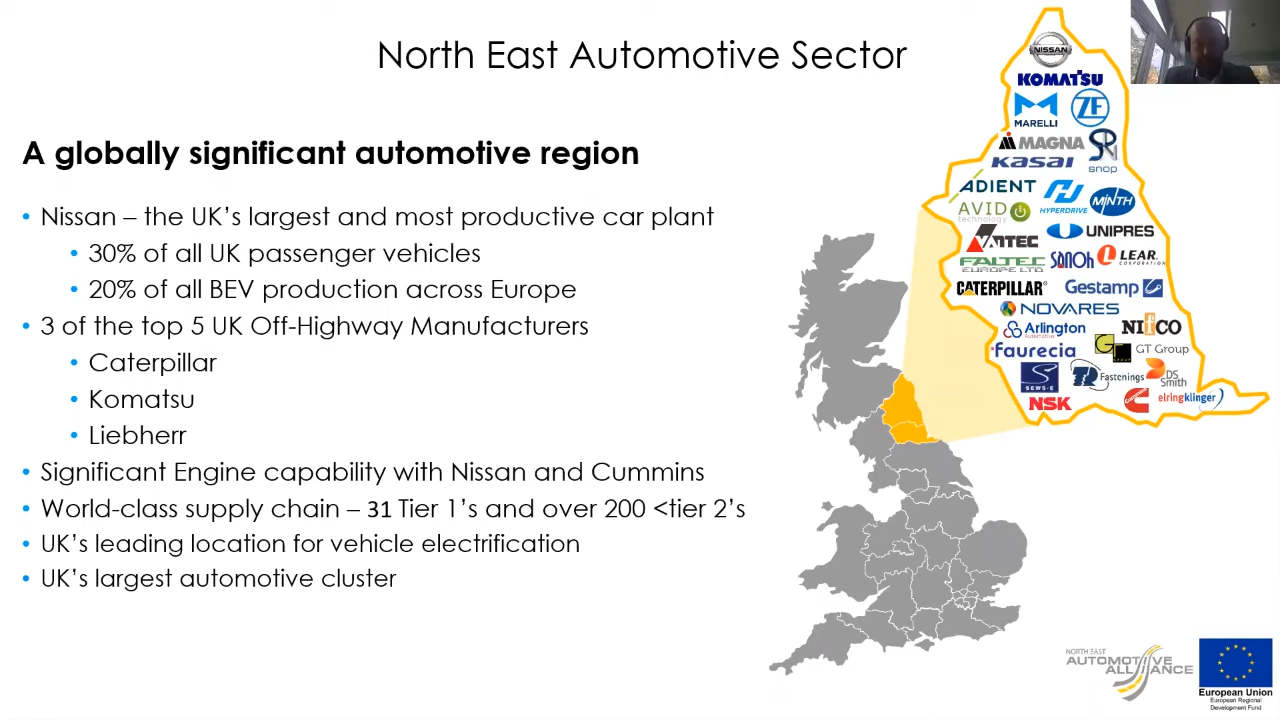 North East Automotive Sector
A globally significant automotive region
• Nissan – the UK's largest and most productive car plant
• 30% of all UK passenger vehicles
• 20% of all BEV production across Europe
• 3 of the top 5 UK Off-Highway Manufacturers
• Caterpillar
• Komatsu
• Liebherr
• Significant Engine capability with Nissan and Cummins
• World-class supply chain – 31 Tier 1's and over 200 <tier 2's
• UK's leading location for vehicle electrification
• UK's largest automotive cluster
NISSAN
KOMATSU
MARELLI
ZF
MAGNA
snop
KASAI
ADIENT
HYPERDRIVE
MINTH
AVID
technology
VANTEC
UNIPRES
FALTEC
EUROPE LTD
SANOH
LEAR
CORPORATION
CATERPILLAR®
Gestamp
NOVARES
Arlington
Automotive
NIFCO
faurecia
GT GROUP
GT Group
SEWS-E
TR Fastenings
DS
Smith
NSK
Cummins
elringklinger
NORTH EAST
AUTOMOTIVE
ALLIANCE
European Union
European Regional
Development Fund